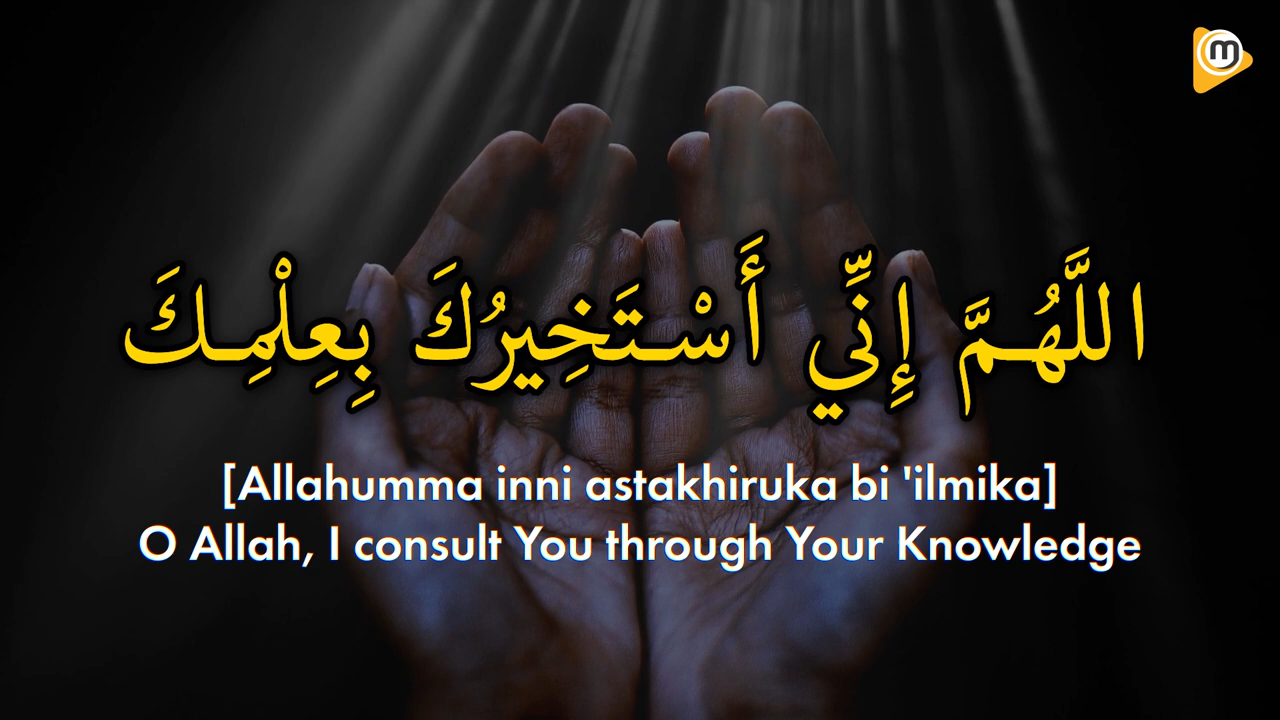 m
اللَّهُمَّ إِنِّي أَسْتَخِيرُكَ بِعِلْمِكَ
[Allahumma inni astakhiruka bi 'ilmika]
O Allah, I consult You through Your Knowledge